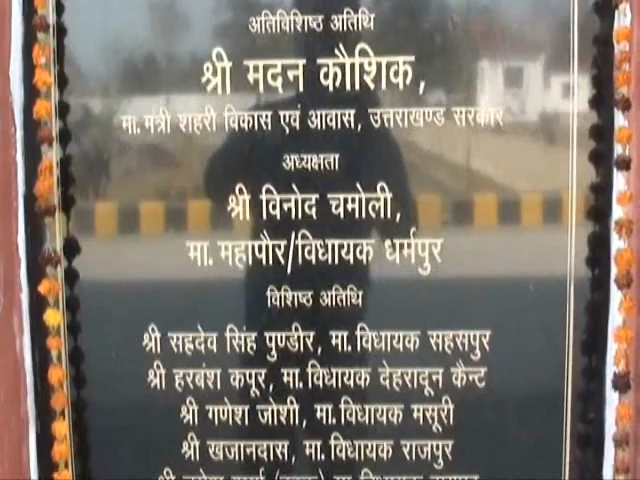 अतिविशिष्ठ अतिथि
श्री मदन कौशिक,
मा. मंत्री शहरी विकास एवं आवास, उत्तराखण्ड सरकार
अध्यक्षता
श्री विनोद चमोली,
मा. महापौर/विधायक धर्मपुर
विशिष्ठ अतिथि
श्री सहदेव सिंह पुण्डीर, मा. विधायक सहसपुर
श्री हरबंश कपूर, मा. विधायक देहरादून कैन्ट
श्री गणेश जोशी, मा. विधायक मसूरी
श्री खजानदास, मा. विधायक राजपुर
श्री